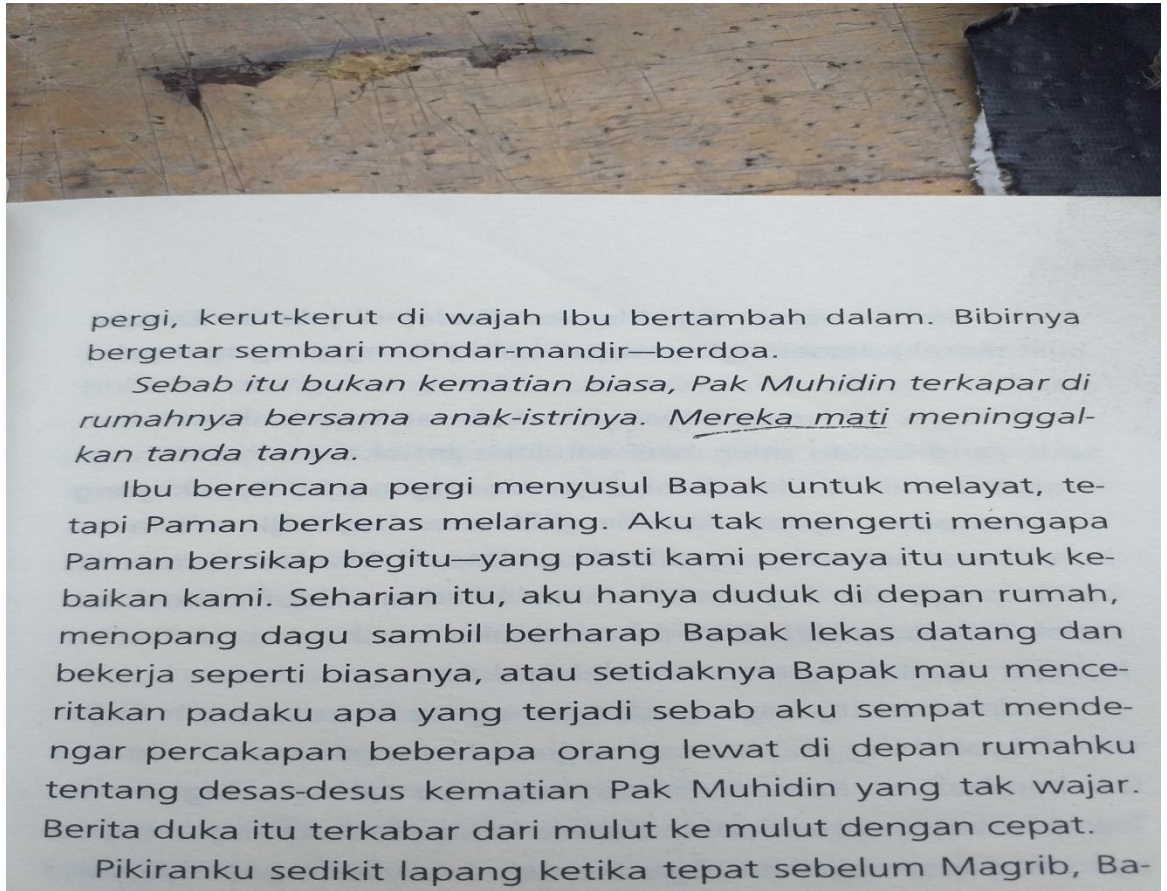 pergi, kerut-kerut di wajah Ibu bertambah dalam. Bibirnya
bergetar sembari mondar-mandir—berdoa.
Sebab itu bukan kematian biasa, Pak Muhidin terkapar di
rumahnya bersama anak-istrinya. Mereka mati meninggal-
kan tanda tanya.
Ibu berencana pergi menyusul Bapak untuk melayat, te-
tapi Paman berkeras melarang. Aku tak mengerti mengapa
Paman bersikap begitu—yang pasti kami percaya itu untuk ke-
baikan kami. Seharian itu, aku hanya duduk di depan rumah,
menopang dagu sambil berharap Bapak lekas datang dan
bekerja seperti biasanya, atau setidaknya Bapak mau mence-
ritakan padaku apa yang terjadi sebab aku sempat mende-
ngar percakapan beberapa orang lewat di depan rumahku
tentang desas-desus kematian Pak Muhidin yang tak wajar.
Berita duka itu terkabar dari mulut ke mulut dengan cepat.
Pikiranku sedikit lapang ketika tepat sebelum Magrib, Ba-